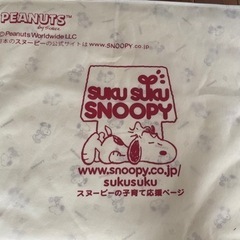 PEANUTS
by Schulz
©Peanuts Worldwide LLC
日本のスヌーピーの公式サイトは www.SNOOPY.co.jp
SUKU SUKU
SNOOPY
www.snoopy.co.jp/
sukusuku
スヌーピーの子育て応援ページ